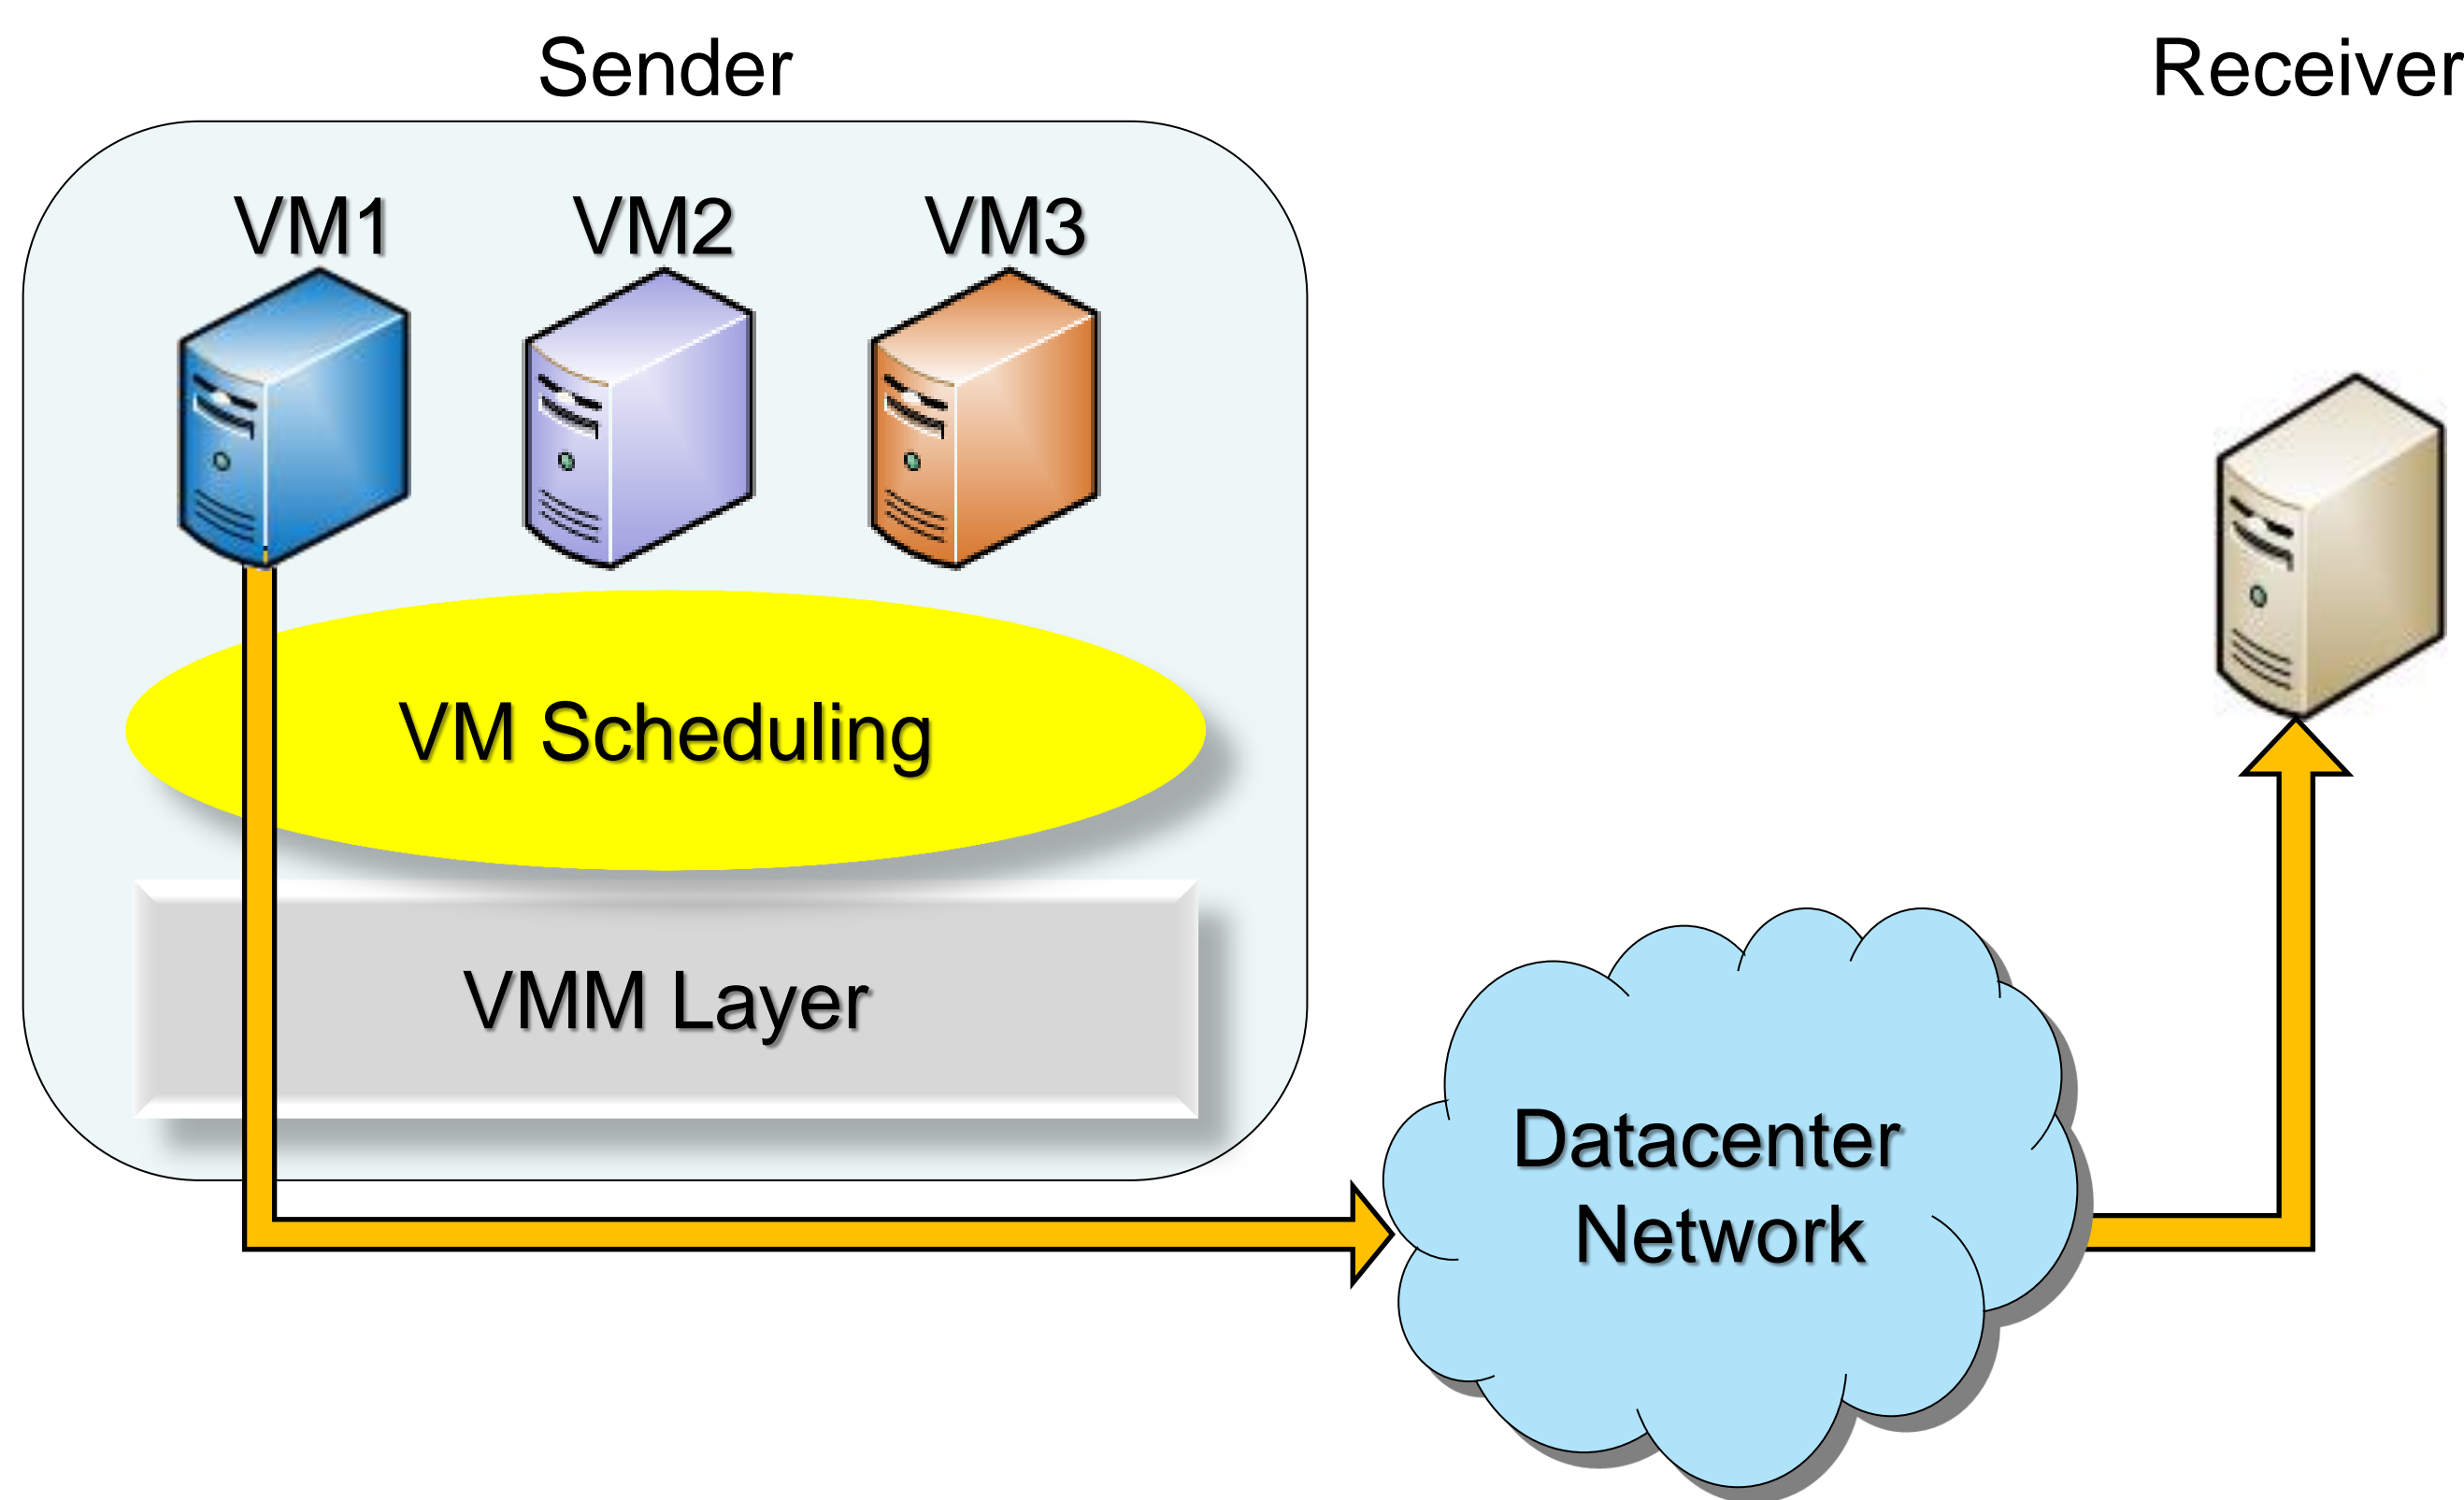 Sender
Receiver
VM1
VM2
VM3
VM Scheduling
VMM Layer
Datacenter
Network